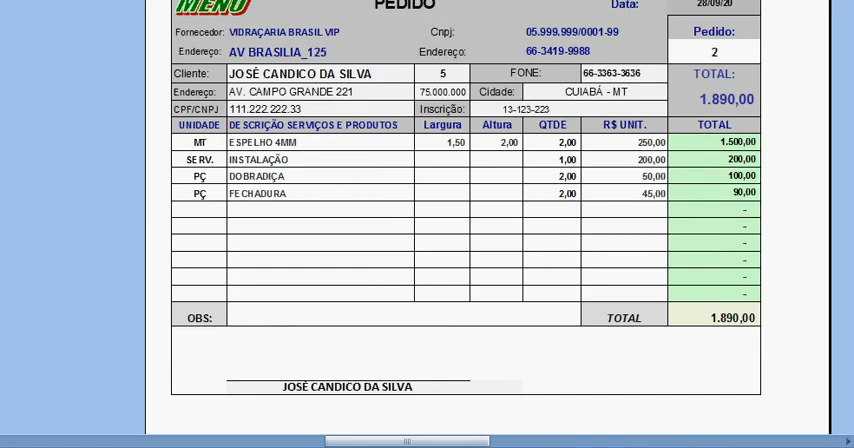 MENU PEDIDO Data: 28/09/20
Fornecedor: VIDRAÇARIA BRASIL VIP Cnpj: 05.999.999/0001-99 Pedido:
Endereço: AV BRASILIA_125 Endereço: 66-3419-9988 2
Cliente: JOSÉ CANDICO DA SILVA 5 FONE: 66-3363-3636 TOTAL:
Endereço: AV. CAMPO GRANDE 221 75.000.000 Cidade: CUIABÁ - MT 1.890,00
CPF/CNPJ 111.222.222.33 Inscrição: 13-123-223
UNIDADE DESCRIÇÃO SERVIÇOS E PRODUTOS Largura Altura QTDE R$ UNIT. TOTAL
MT ESPELHO 4MM 1,50 2,00 2,00 250,00 1.500,00
SERV. INSTALAÇÃO 1,00 200,00 200,00
PÇ DOBRADIÇA 2,00 50,00 100,00
PÇ FECHADURA 2,00 45,00 90,00
-
-
-
-
-
-
OBS: TOTAL 1.890,00
JOSÉ CANDICO DA SILVA